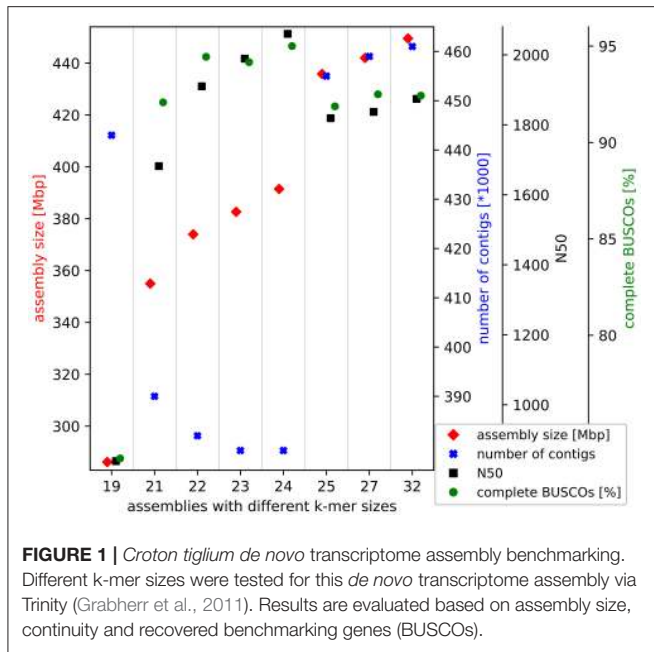 440
420
400
380
360
340
320
300
assembly size [Mbp]
19 21 22 23 24 25 27 32
assemblies with different k-mer sizes
460
450
440
430
420
410
400
390
number of contigs [*1000]
2000
1800
1600
1400
1200
1000
N50
95
90
85
80
complete BUSCOs [%]
assembly size [Mbp]
number of contigs
N50
complete BUSCOs [%]
FIGURE 1 | Croton tiglium de novo transcriptome assembly benchmarking.
Different k-mer sizes were tested for this de novo transcriptome assembly via
Trinity (Grabherr et al., 2011). Results are evaluated based on assembly size,
continuity and recovered benchmarking genes (BUSCOs).